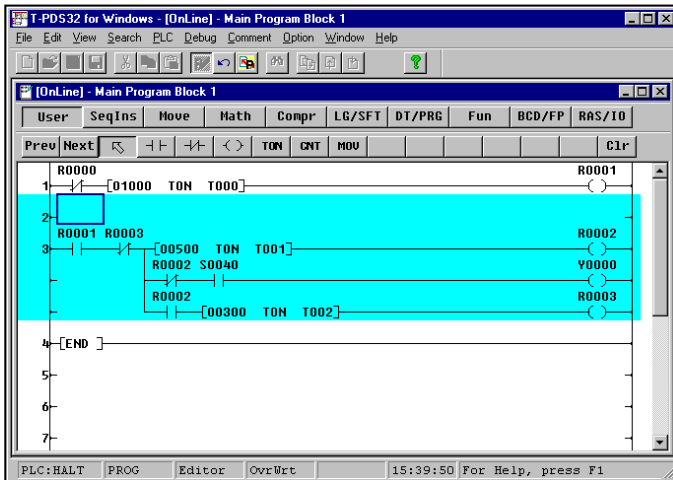 T-PDS32 for Windows - [OnLine] - Main Program Block 1
File Edit View Search PLC Debug Comment Option Window Help
[OnLine] - Main Program Block 1
User SeqIns Move Math Compr LG/SFT DT/PRG Fun BCD/FP RAS/IO
Prev Next TON CNT MOV Clr
R0000 R0001
1 [01000 TON T000]
2
R0001 R0003 R0002
3 [00500 TON T001]
R0002 S0040 Y0000
R0002 R0003
[00300 TON T002]
4 [END ]
5
6
7
PLC:HALT PROG Editor OvrWrt 15:39:50 For Help, press F1